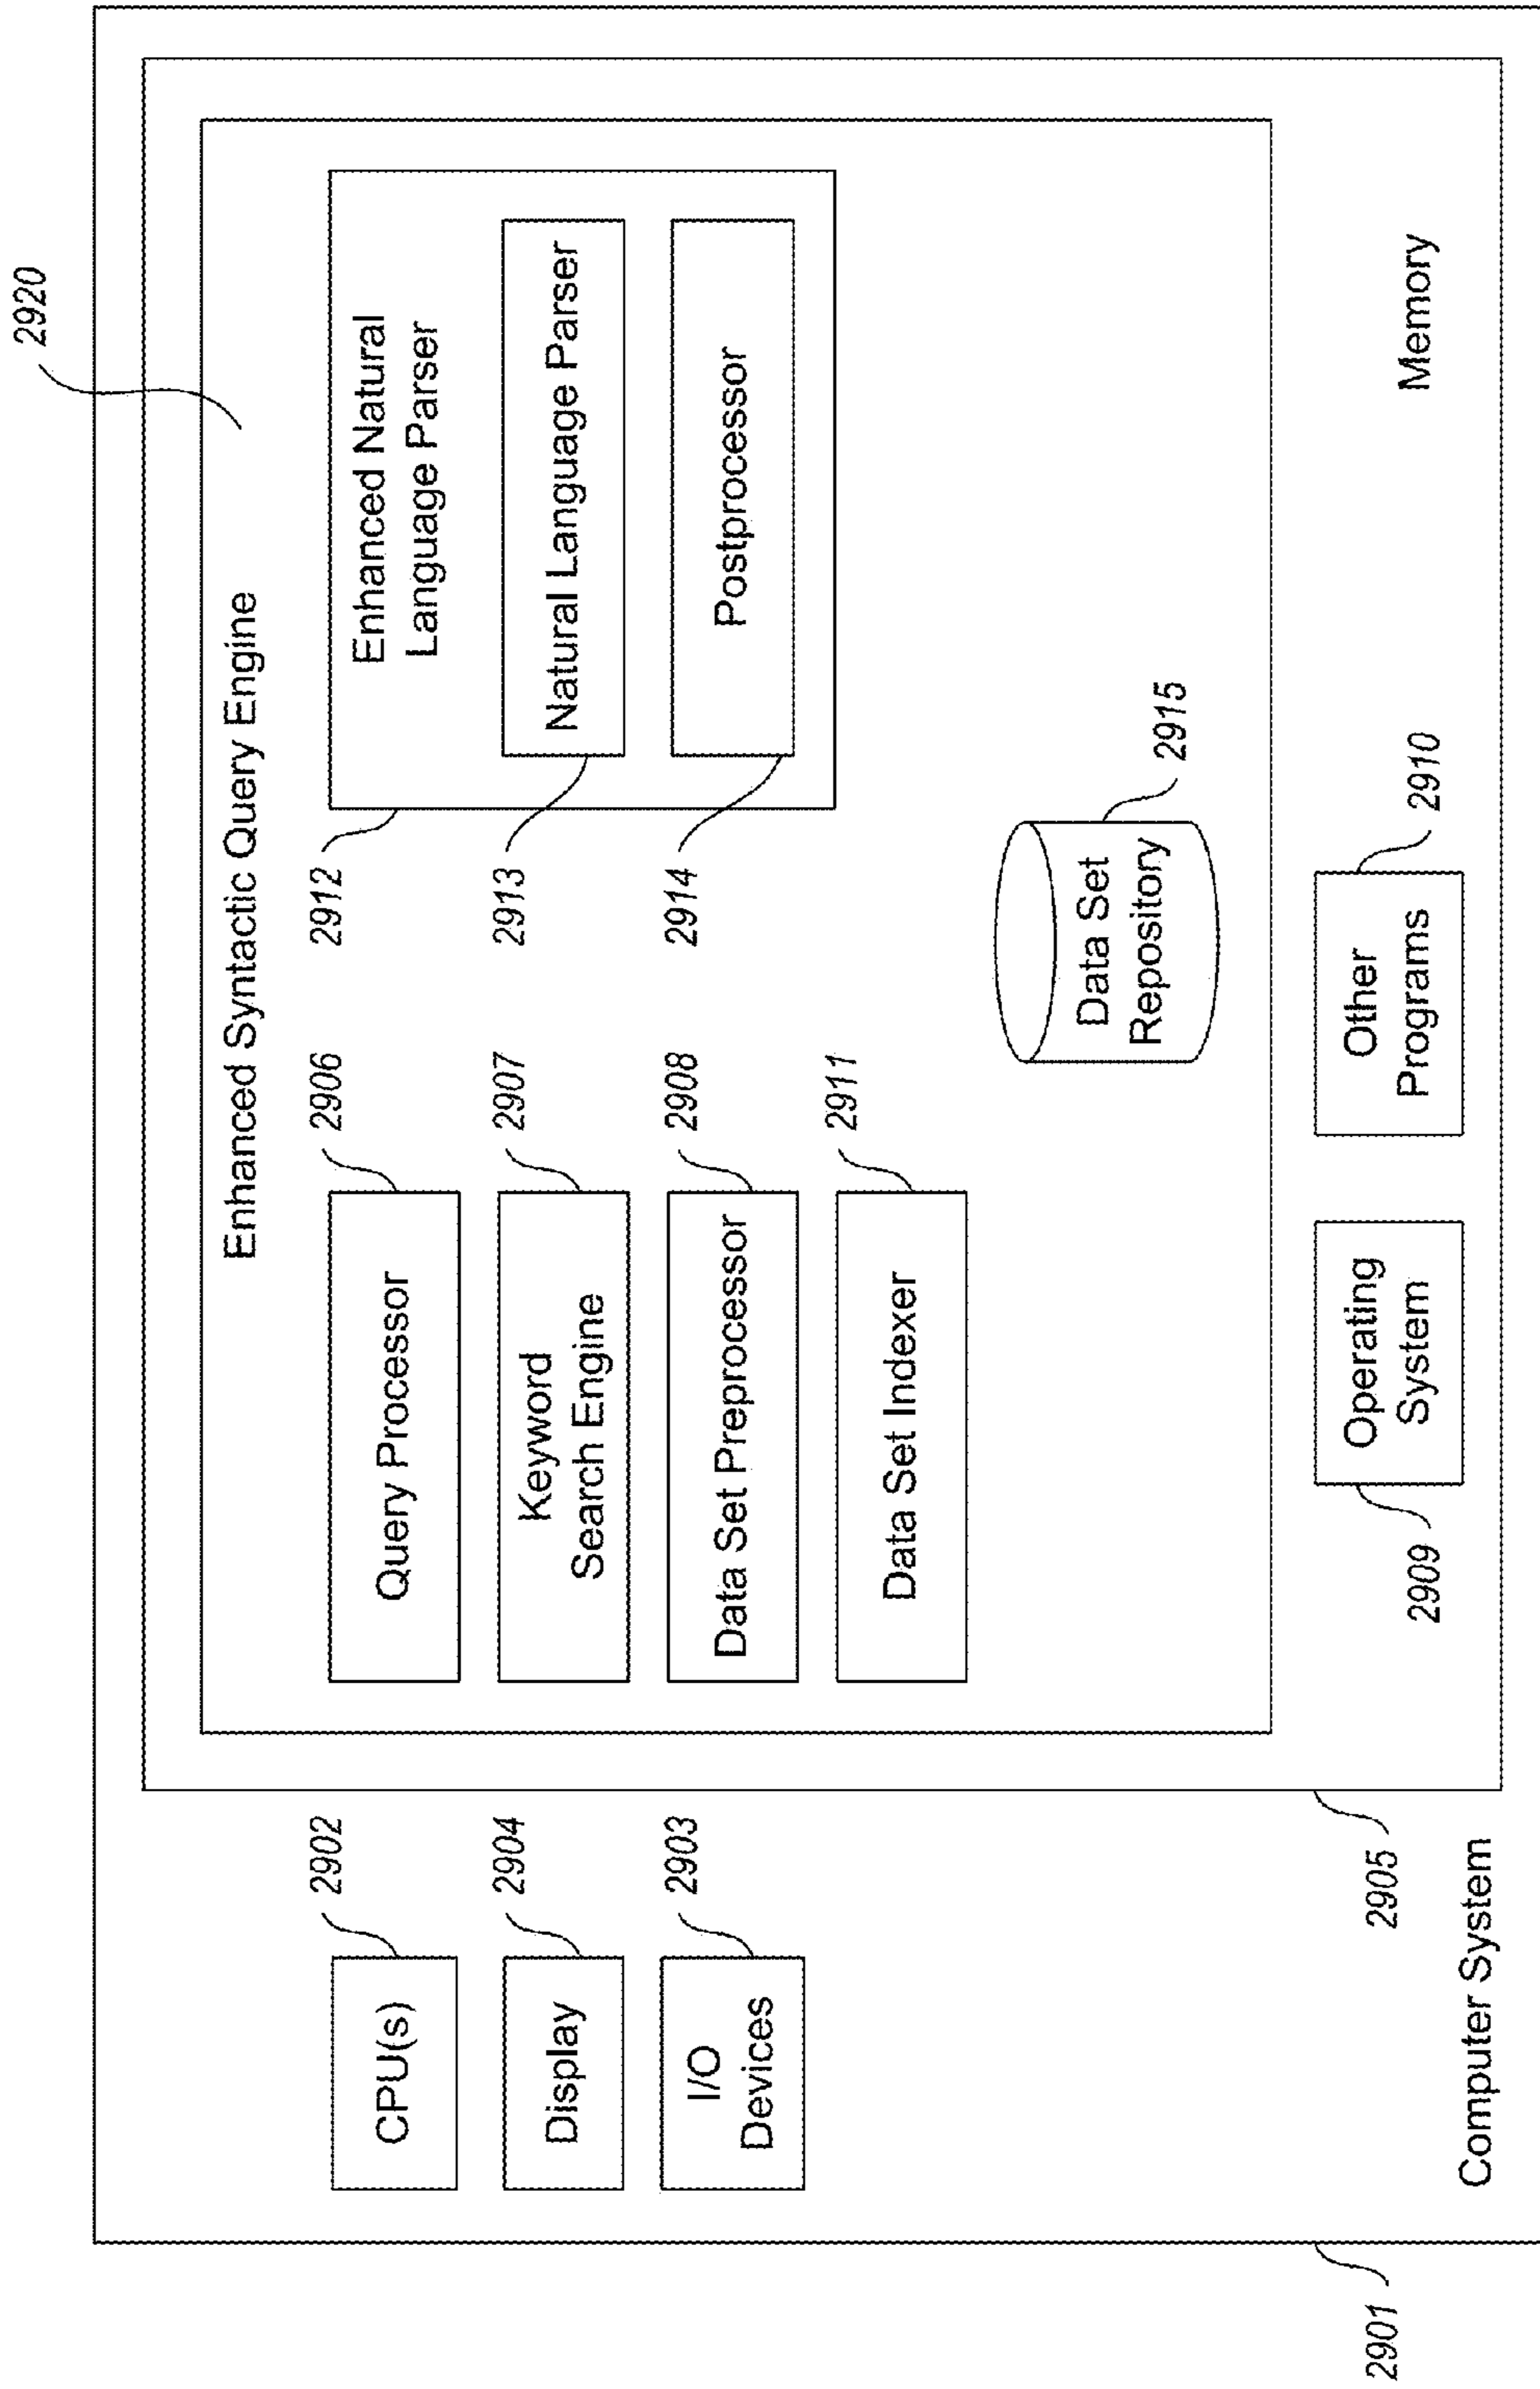 2920
Enhanced Syntactic Query Engine
2902
CPU(s)
2904
Display
2903
I/O
Devices
2906
Query Processor
2907
Keyword
Search Engine
2908
Data Set Preprocessor
2911
Data Set Indexer
2912
Enhanced Natural
Language Parser
2913
Natural Language Parser
2914
Postprocessor
2915
Data Set
Repository
2909
Operating
System
2910
Other
Programs
Memory
2905
Computer System
2901